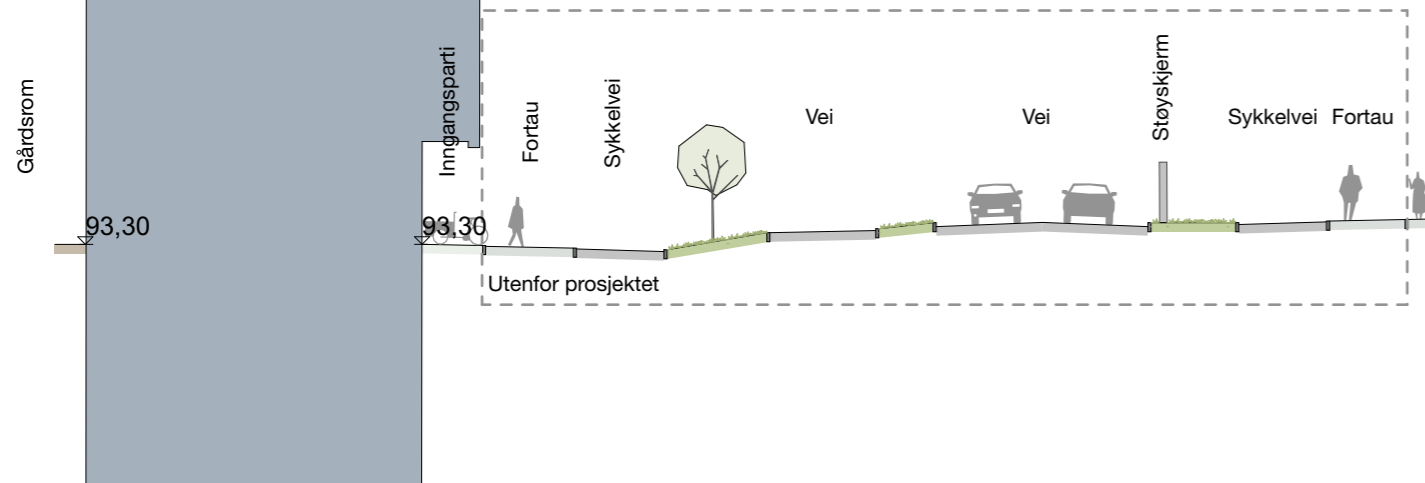 Gårdsrom
93,30
Inngangsparti
93,30
Fortau
Sykkelvei
Vei
Vei
Støyskjerm
Sykkelvei
Fortau
Utenfor prosjektet